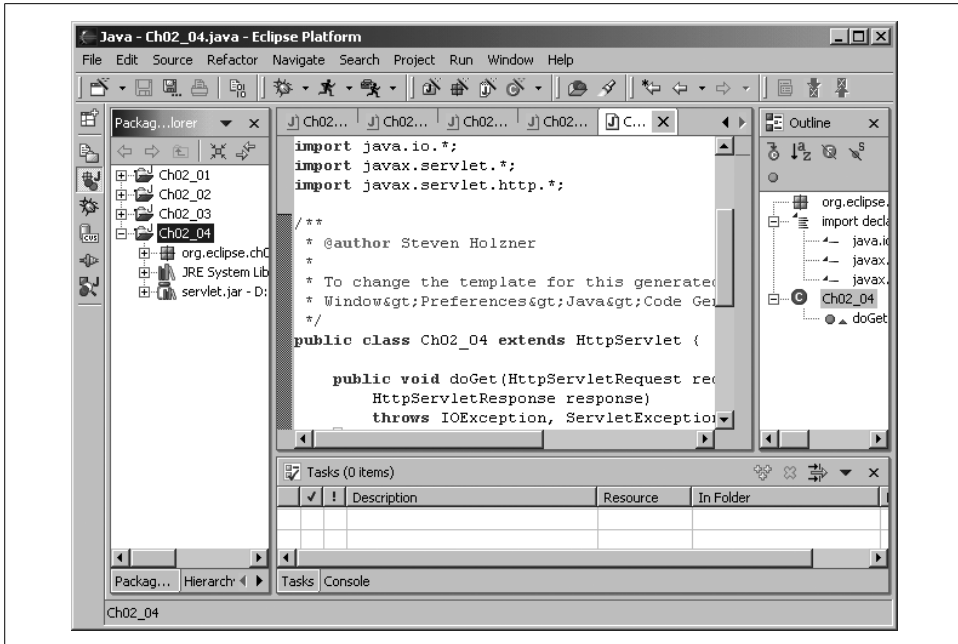 Java - Ch02_04.java - Eclipse Platform
File Edit Source Refactor Navigate Search Project Run Window Help
Packag...lorer
Ch02_01
Ch02_02
Ch02_03
Ch02_04
org.eclipse.ch0
JRE System Lib
servlet.jar - D:
Packag... Hierarch
J Ch02... J Ch02... J Ch02... J Ch02... J C...
import java.io.*;
import javax.servlet.*;
import javax.servlet.http.*;
/**
* @author Steven Holzner
*
* To change the template for this generated
* Window&gt;Preferences&gt;Java&gt;Code Gen
*/
public class Ch02_04 extends HttpServlet {
public void doGet(HttpServletRequest req
HttpServletResponse response)
throws IOException, ServletException
Outline
org.eclipse.
import decla
java.io
javax.
javax.
Ch02_04
doGet
Tasks (0 items)
! Description Resource In Folder
Tasks Console
Ch02_04